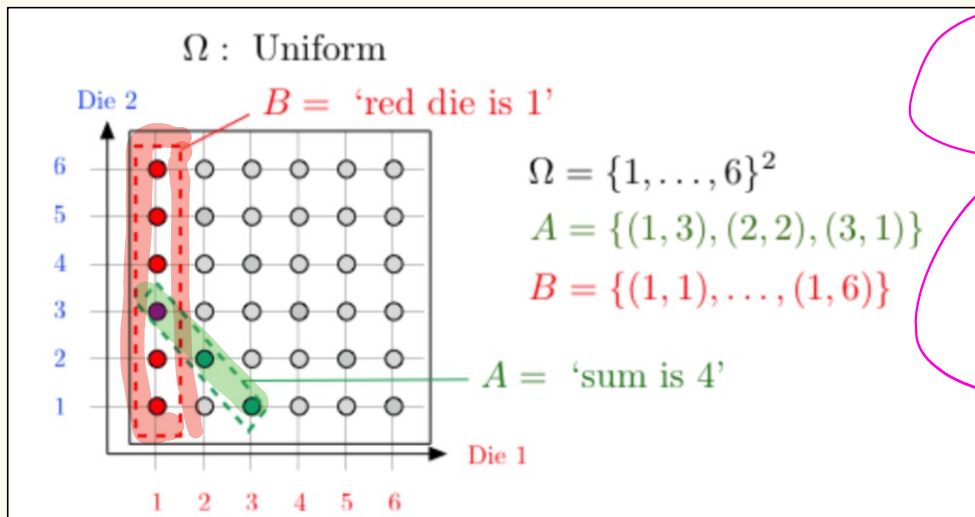 Ω : Uniform
Die 2
B = ‘red die is 1’
6
5
4
3
2
1
Ω = {1, . . . , 6}²
A = {(1, 3), (2, 2), (3, 1)}
B = {(1, 1), . . . , (1, 6)}
A = ‘sum is 4’
Die 1
1 2 3 4 5 6